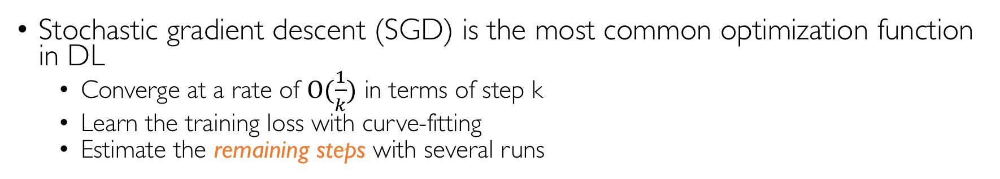 • Stochastic gradient descent (SGD) is the most common optimization function
in DL
• Converge at a rate of O(1/k) in terms of step k
• Learn the training loss with curve-fitting
• Estimate the remaining steps with several runs